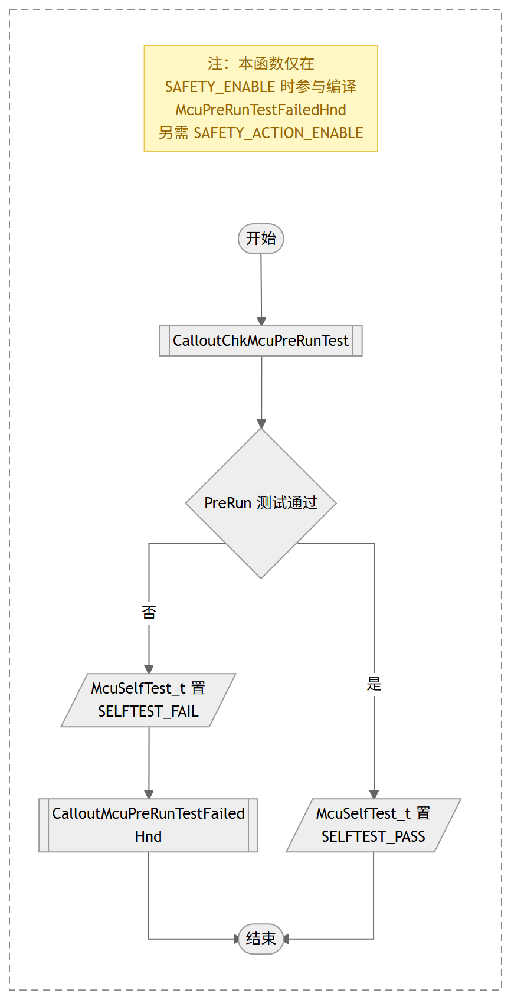 注：本函数仅在
SAFETY_ENABLE 时参与编译
McuPreRunTestFailedHnd
另需 SAFETY_ACTION_ENABLE
开始
CalloutChkMcuPreRunTest
PreRun 测试通过
否
是
McuSelfTest_t 置
SELFTEST_FAIL
CalloutMcuPreRunTestFailed
Hnd
McuSelfTest_t 置
SELFTEST_PASS
结束